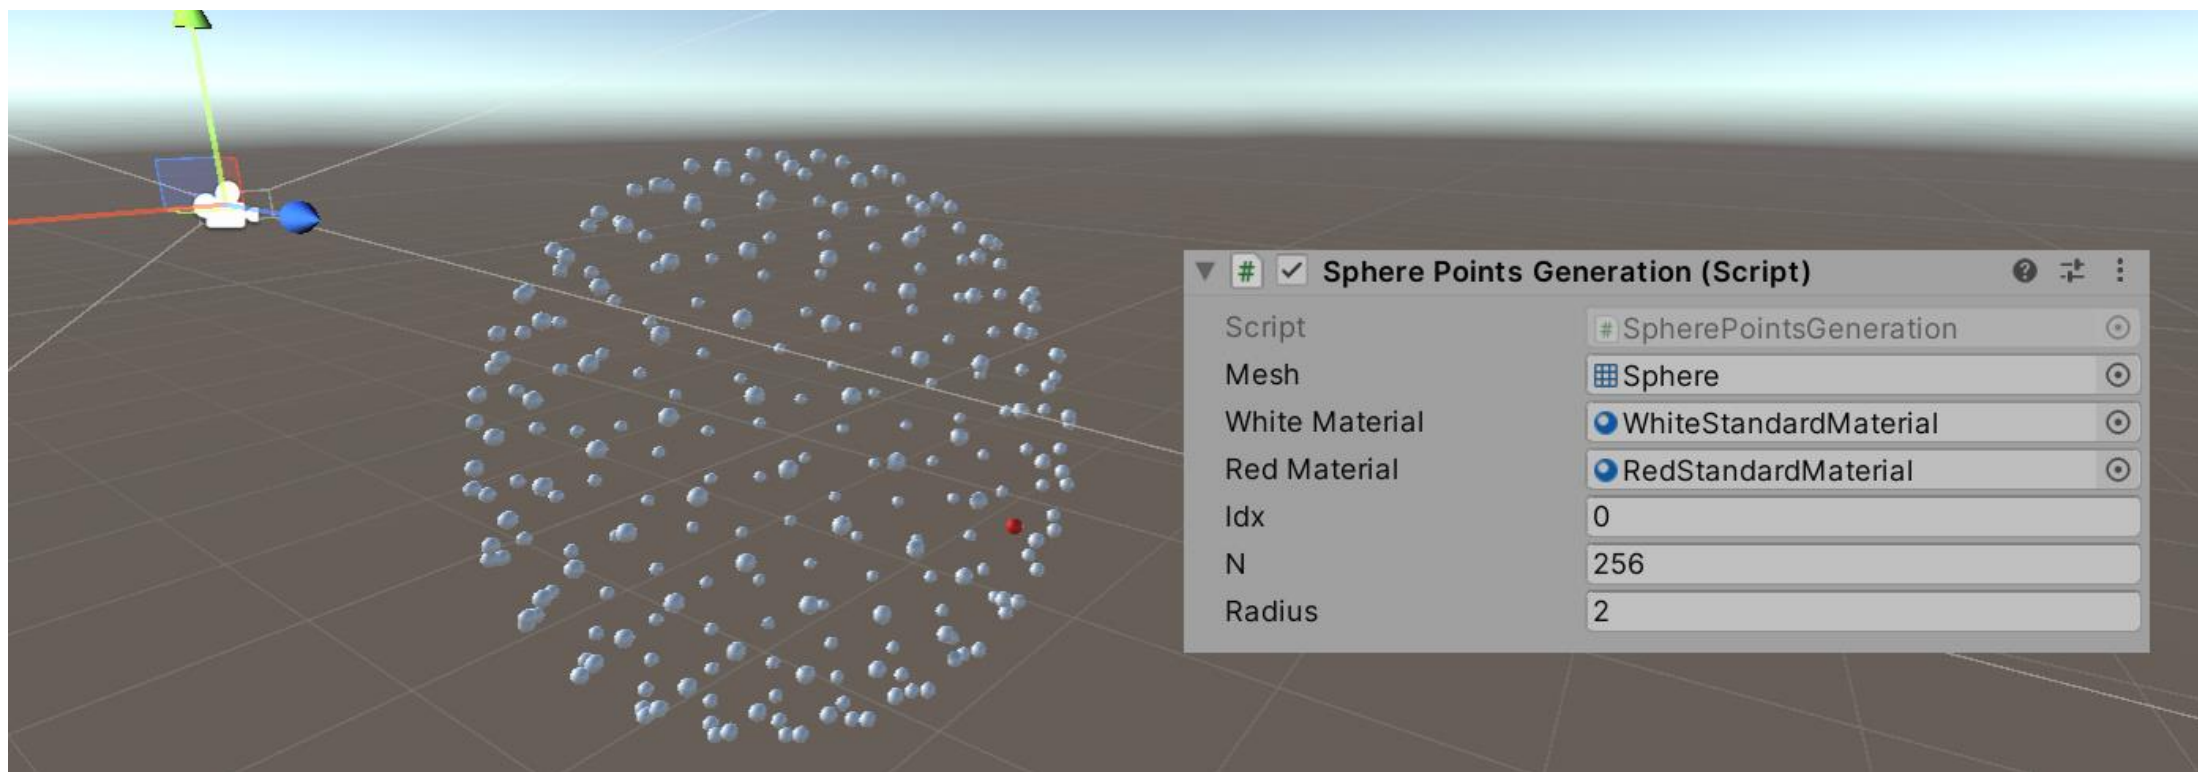 # Sphere Points Generation (Script)
Script # SpherePointsGeneration
Mesh Sphere
White Material WhiteStandardMaterial
Red Material RedStandardMaterial
Idx 0
N 256
Radius 2